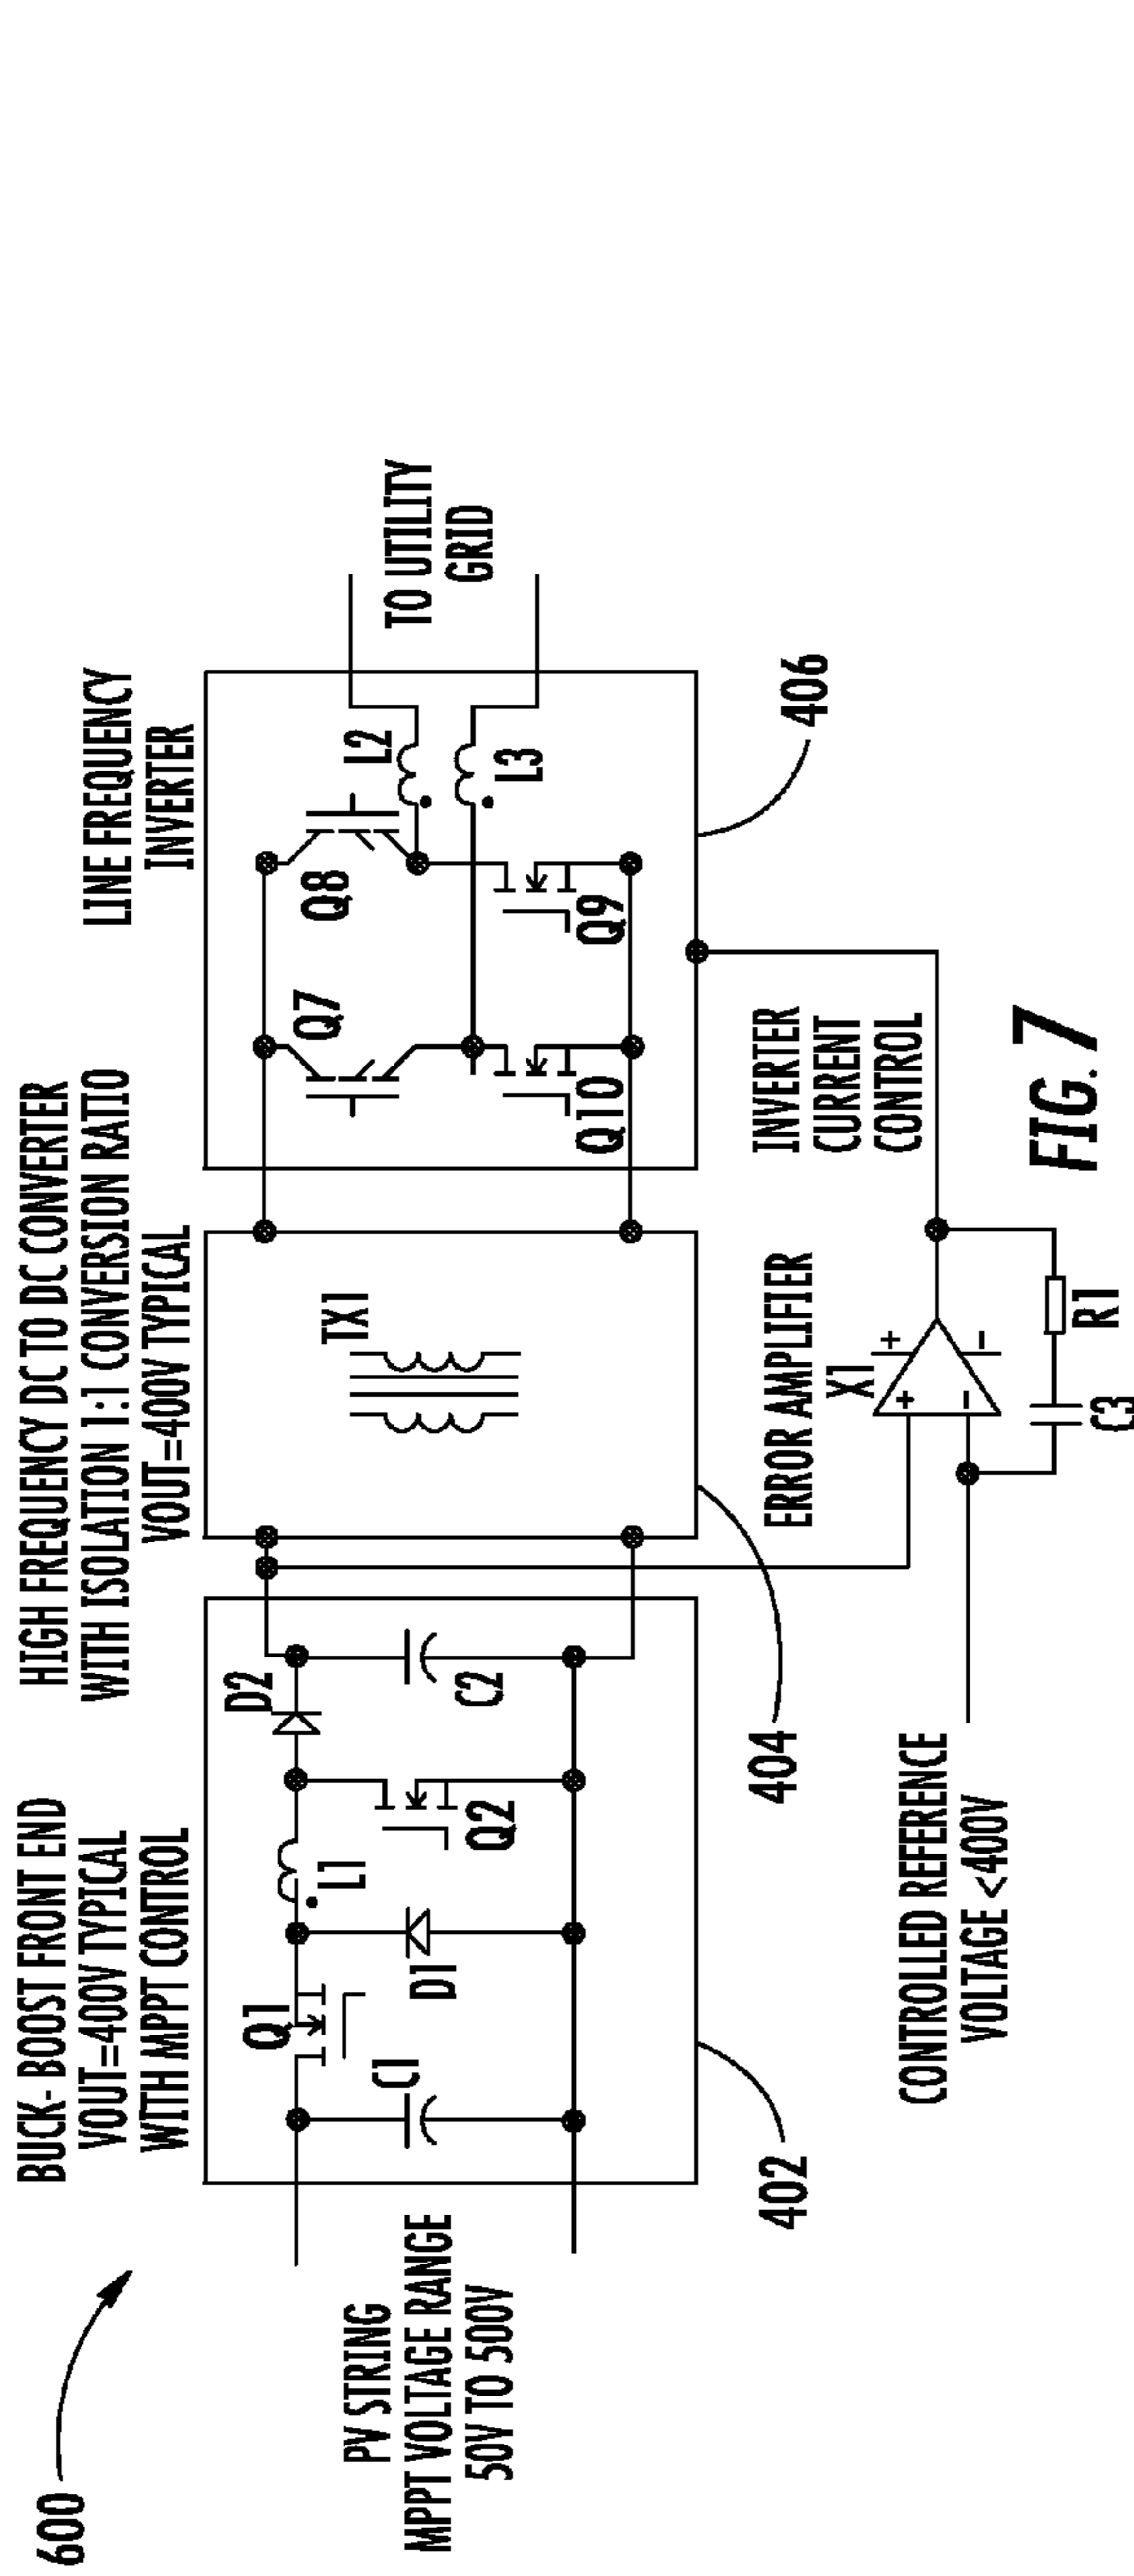 600
BUCK-BOOST FRONT END
VOUT=400V TYPICAL
WITH MPPT CONTROL
HIGH FREQUENCY DC TO DC CONVERTER
WITH ISOLATION 1:1 CONVERSION RATIO
VOUT=400V TYPICAL
LINE FREQUENCY
INVERTER
PV STRING
MPPT VOLTAGE RANGE
50V TO 500V
Q1
C1
D1
L1
Q2
D2
C2
TX1
Q7
Q8
Q10
Q9
L2
L3
TO UTILITY
GRID
402
404
406
CONTROLLED REFERENCE
VOLTAGE <400V
ERROR AMPLIFIER
X1
+
−
+
−
C3
R1
INVERTER
CURRENT
CONTROL
FIG. 7